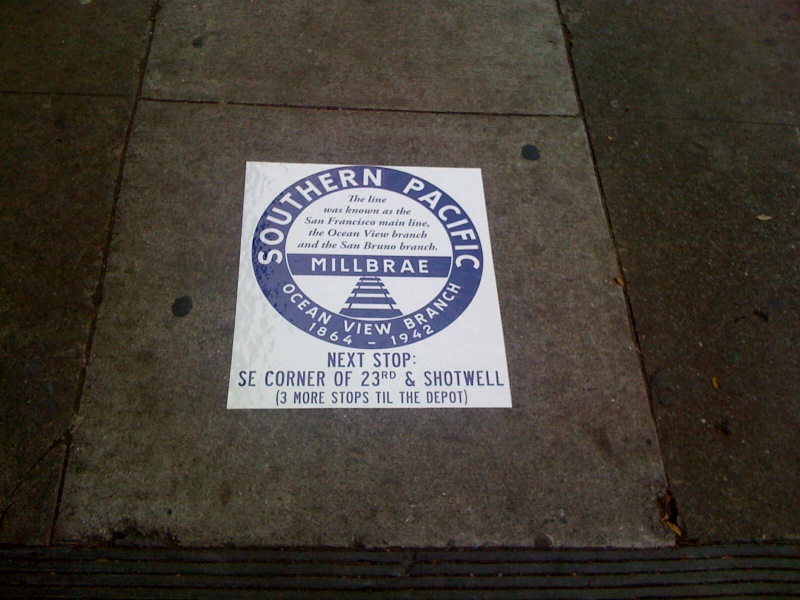 SOUTHERN PACIFIC
The line
was known as the
San Francisco main line,
the Ocean View branch
and the San Bruno branch.
MILLBRAE
OCEAN VIEW BRANCH
1864 - 1942
NEXT STOP:
SE CORNER OF 23RD & SHOTWELL
(3 MORE STOPS TIL THE DEPOT)